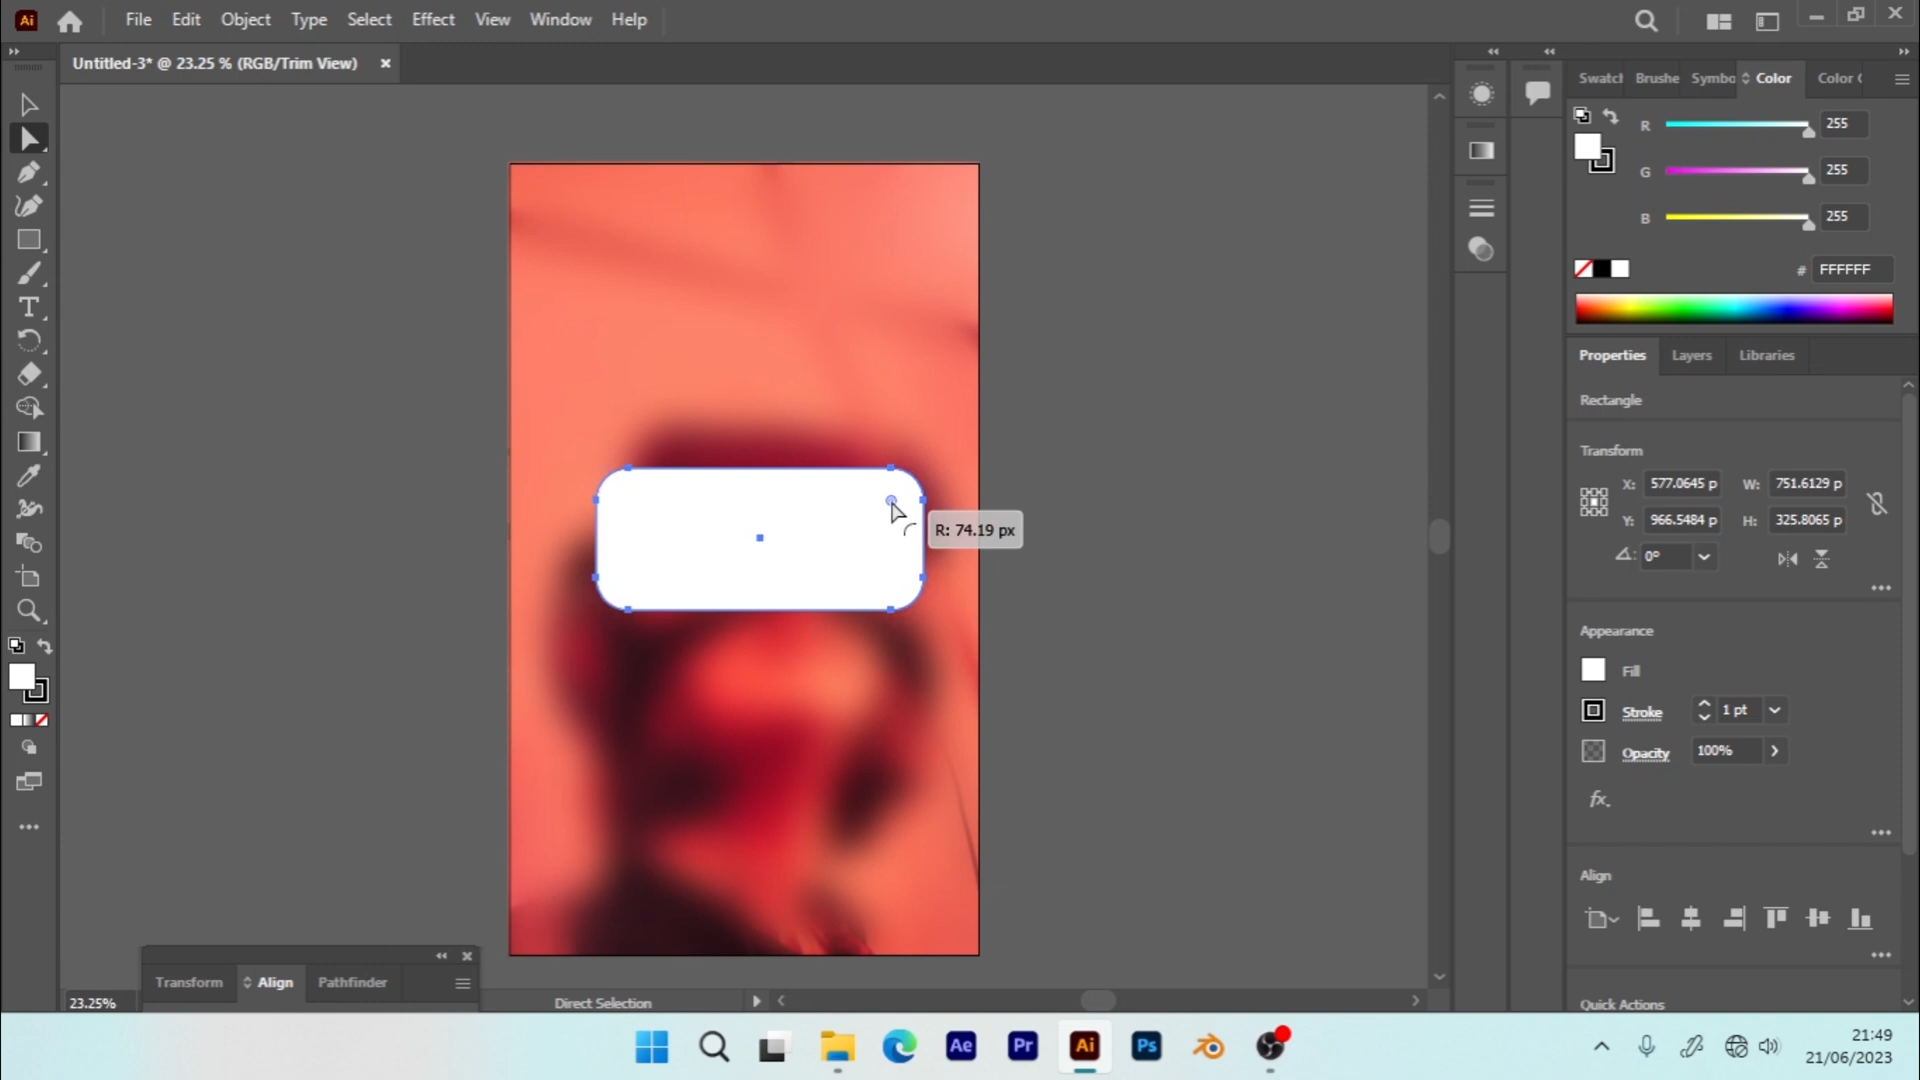 Ai File Edit Object Type Select Effect View Window Help
Untitled-3* @ 23.25 % (RGB/Trim View)
Swatch Brushe Symbo Color Color
R 255
G 255
B 255
# FFFFFF
Properties Layers Libraries
Rectangle
Transform
X: 577.0645 p W: 751.6129 p
Y: 966.5484 p H: 325.8065 p
0°
R: 74.19 px
Appearance
Fill
Stroke 1 pt
Opacity 100%
fx.
Align
Quick Actions
Transform Align Pathfinder
23.25% Direct Selection
Ae Pr Ai Ps
21:49
21/06/2023